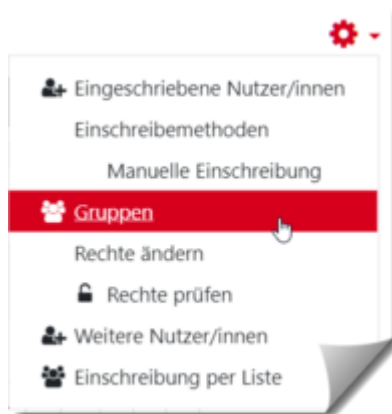 Eingeschriebene Nutzer/innen
Einschreibemethoden
Manuelle Einschreibung
Gruppen
Rechte ändern
Rechte prüfen
Weitere Nutzer/innen
Einschreibung per Liste